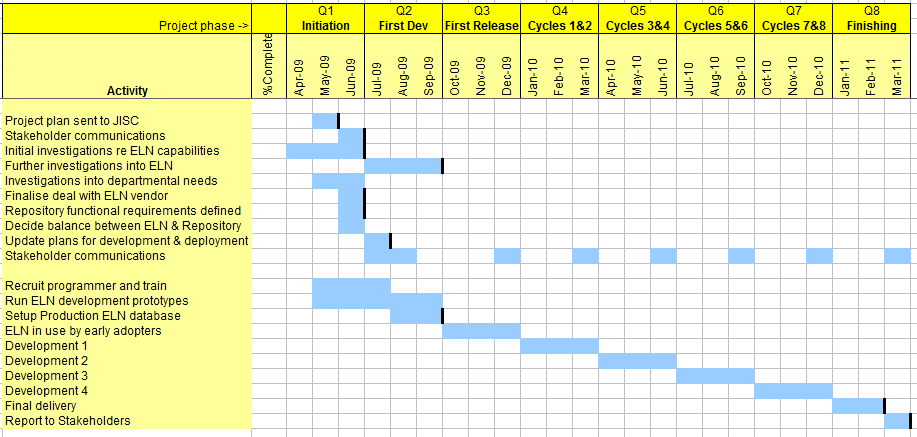 Q1 Q2 Q3 Q4 Q5 Q6 Q7 Q8
Project phase -> Initiation First Dev First Release Cycles 1&2 Cycles 3&4 Cycles 5&6 Cycles 7&8 Finishing
Activity %Complete Apr-09 May-09 Jun-09 Jul-09 Aug-09 Sep-09 Oct-09 Nov-09 Dec-09 Jan-10 Feb-10 Mar-10 Apr-10 May-10 Jun-10 Jul-10 Aug-10 Sep-10 Oct-10 Nov-10 Dec-10 Jan-11 Feb-11 Mar-11
Project plan sent to JISC
Stakeholder communications
Initial investigations re ELN capabilities
Further investigations into ELN
Investigations into departmental needs
Finalise deal with ELN vendor
Repository functional requirements defined
Decide balance between ELN & Repository
Update plans for development & deployment
Stakeholder communications
Recruit programmer and train
Run ELN development prototypes
Setup Production ELN database
ELN in use by early adopters
Development 1
Development 2
Development 3
Development 4
Final delivery
Report to Stakeholders